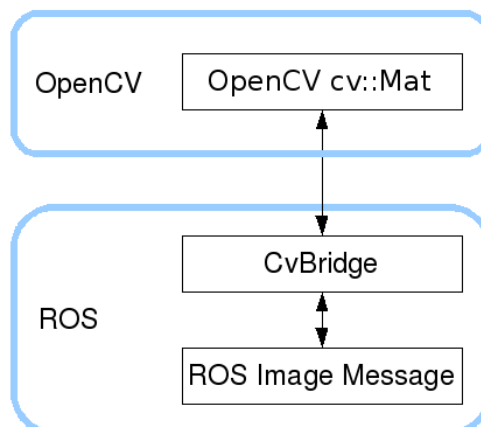 OpenCV
OpenCV cv::Mat
CvBridge
ROS
ROS Image Message